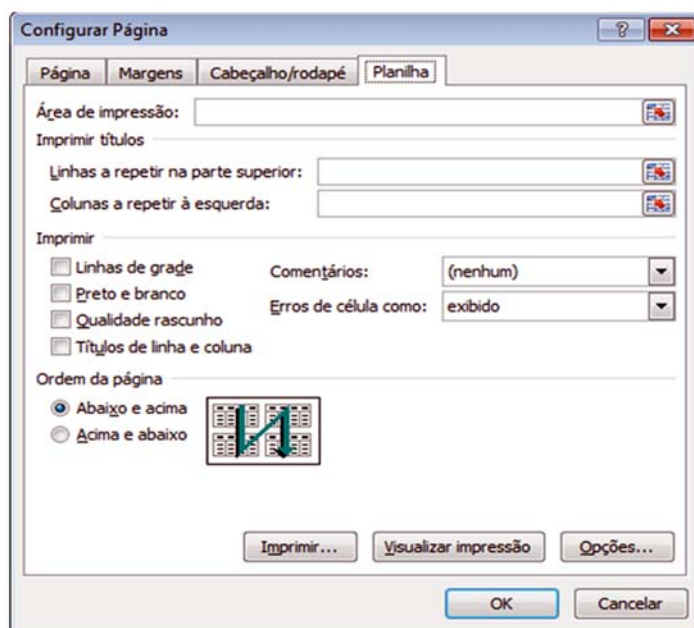 Configurar Página
Página Margens Cabeçalho/rodapé Planilha
Área de impressão:
Imprimir títulos
Linhas a repetir na parte superior:
Colunas a repetir à esquerda:
Imprimir
Linhas de grade
Preto e branco
Qualidade rascunho
Títulos de linha e coluna
Comentários: (nenhum)
Erros de célula como: exibido
Ordem da página
Abaixo e acima
Acima e abaixo
Imprimir... Visualizar impressão Opções...
OK Cancelar